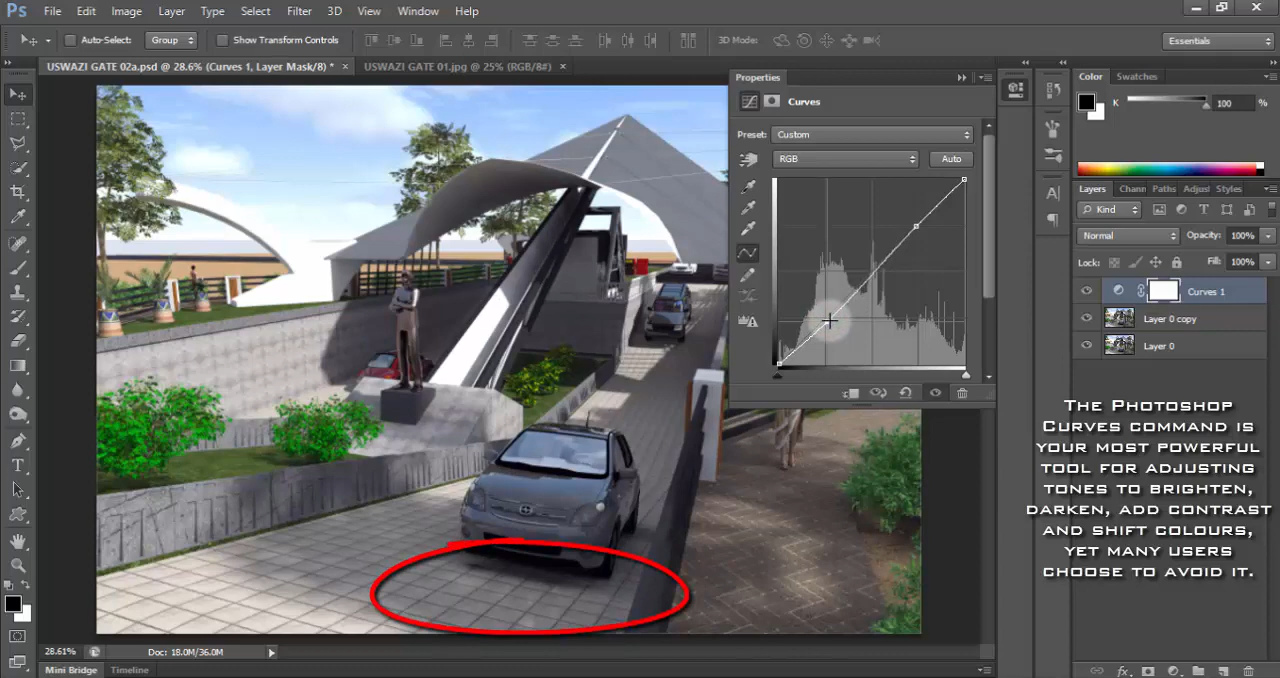 Ps File Edit Image Layer Type Select Filter 3D View Window Help
Auto-Select: Group Show Transform Controls 3D Mode: Essentials
USWAZI GATE 02a.psd @ 28.6% (Curves 1, Layer Mask/8) * × USWAZI GATE 01.jpg @ 25% (RGB/8#) ×
Properties
Curves
Preset: Custom
RGB Auto
Color Swatches
K 100 %
Layers Chann Paths Adjust Styles
Kind
Normal Opacity: 100%
Lock: Fill: 100%
Curves 1
Layer 0 copy
Layer 0
The Photoshop
Curves command is
your most powerful
tool for adjusting
tones to brighten,
darken, add contrast
and shift colours,
yet many users
choose to avoid it.
28.61% Doc: 18.0M/36.0M
Mini Bridge Timeline